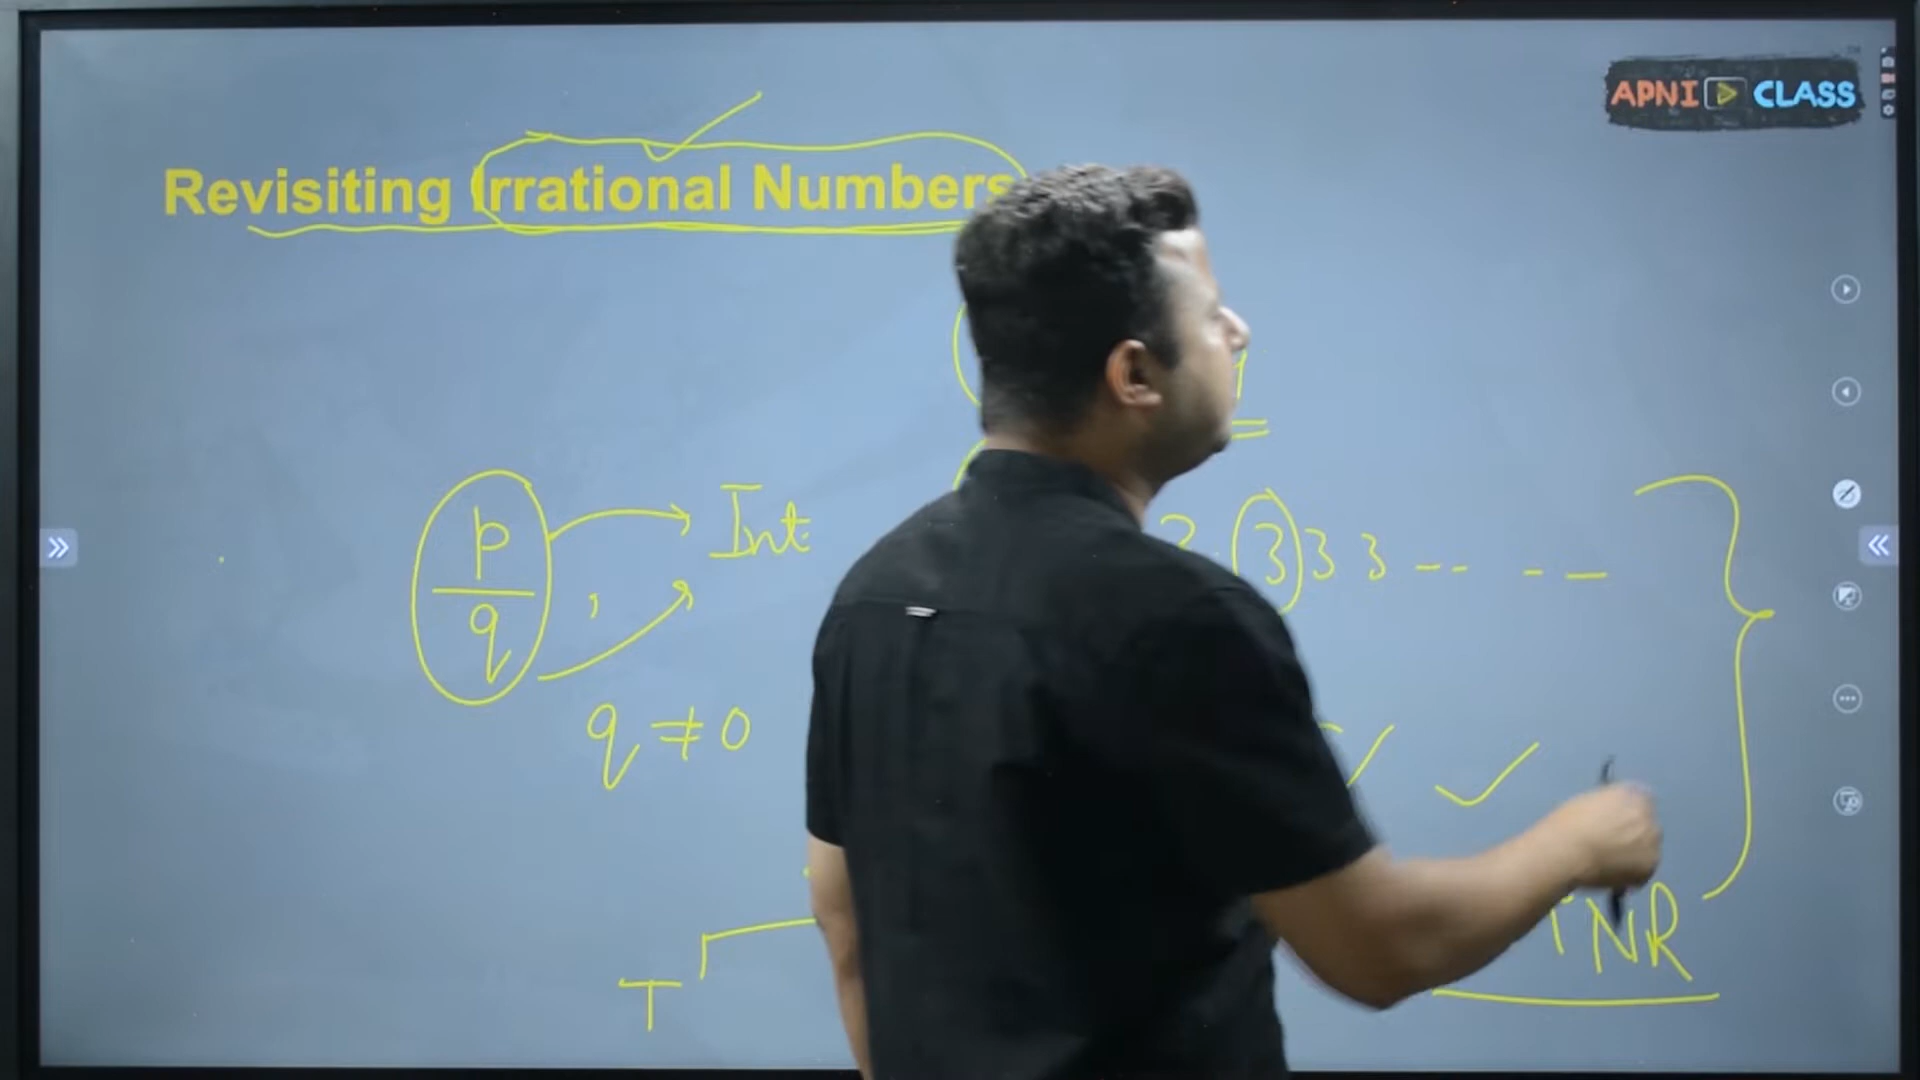 APNI CLASS
Revisiting Irrational Numbers
p Int 3 3 3 -- --
q ,
q ≠ 0
NR
T